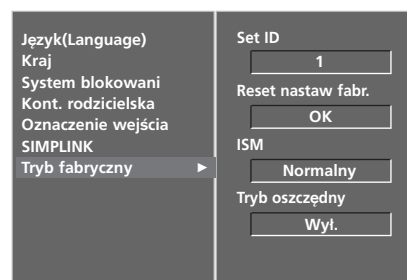 Język(Language)
Kraj
System blokowani
Kont. rodzicielska
Oznaczenie wejścia
SIMPLINK
Tryb fabryczny ►
Set ID
1
Reset nastaw fabr.
OK
ISM
Normalny
Tryb oszczędny
Wył.